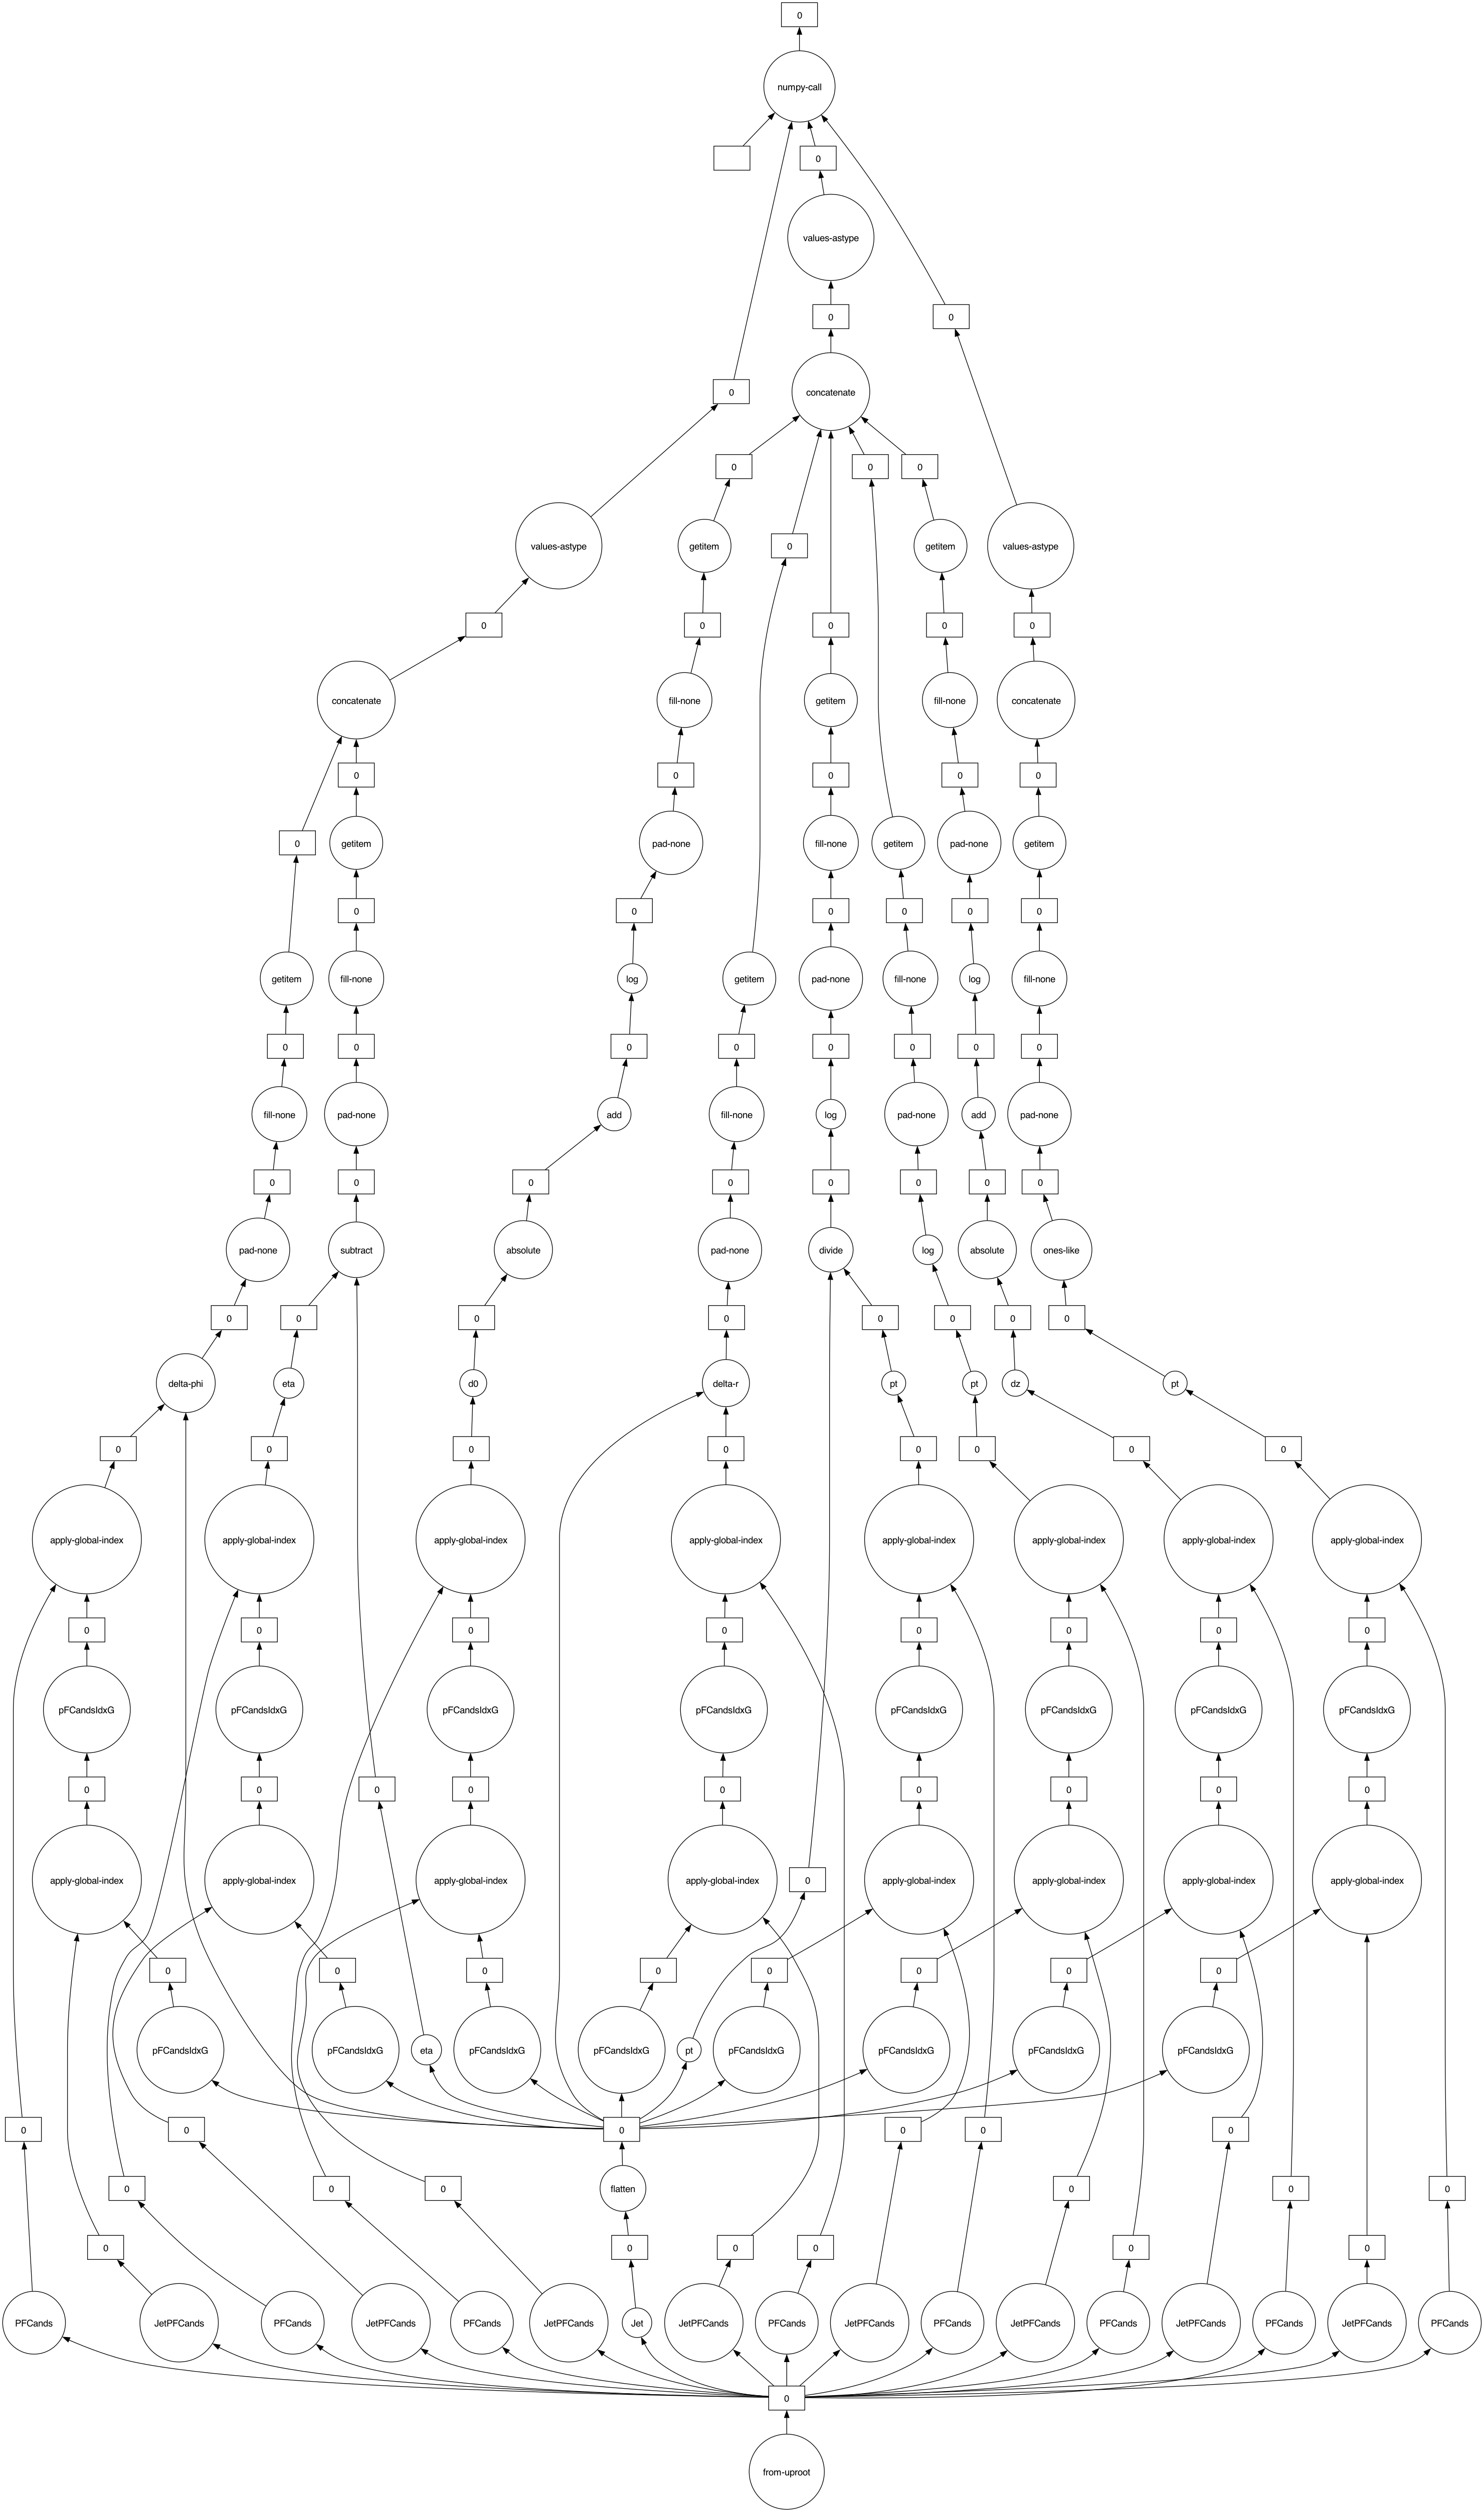 0
numpy-call
0
values-astype
0 0
0 concatenate
0 0 0
values-astype getitem 0 getitem values-astype
0 0 0 0 0
concatenate fill-none getitem fill-none concatenate
0 0 0 0 0
0 getitem pad-none fill-none getitem pad-none getitem
0 0 0 0 0 0
getitem fill-none log getitem pad-none fill-none log fill-none
0 0 0 0 0 0 0 0
fill-none pad-none add fill-none log pad-none add pad-none
0 0 0 0 0 0 0 0
pad-none subtract absolute pad-none divide log absolute ones-like
0 0 0 0 0 0 0 0
delta-phi eta d0 delta-r pt pt dz pt
0 0 0 0 0 0 0 0
apply-global-index apply-global-index apply-global-index apply-global-index apply-global-index apply-global-index apply-global-index apply-global-index
0 0 0 0 0 0 0 0
pFCandsIdxG pFCandsIdxG pFCandsIdxG pFCandsIdxG pFCandsIdxG pFCandsIdxG pFCandsIdxG pFCandsIdxG
0 0 0 0 0 0 0 0 0
apply-global-index apply-global-index apply-global-index apply-global-index 0 apply-global-index apply-global-index apply-global-index apply-global-index
0 0 0 0 0 0 0 0
pFCandsIdxG pFCandsIdxG eta pFCandsIdxG pFCandsIdxG pt pFCandsIdxG pFCandsIdxG pFCandsIdxG pFCandsIdxG
0 0 0 0 0 0
0 0 0 flatten 0 0 0
0 0 0 0 0 0
PFCands JetPFCands PFCands JetPFCands PFCands JetPFCands Jet JetPFCands PFCands JetPFCands PFCands JetPFCands PFCands JetPFCands PFCands JetPFCands PFCands
0
from-uproot